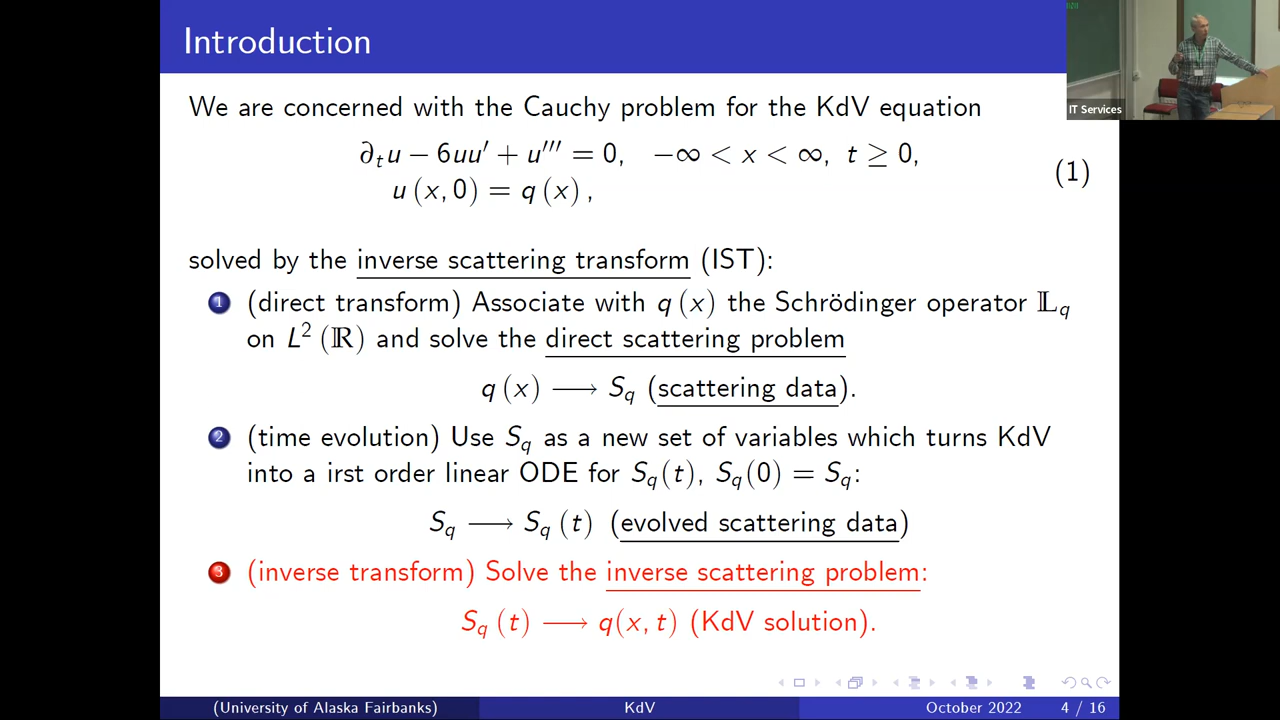 Introduction
IT Services
We are concerned with the Cauchy problem for the KdV equation
∂ₜu − 6uu′ + u‴ = 0, −∞ < x < ∞, t ≥ 0,
u (x, 0) = q (x) ,
(1)
solved by the inverse scattering transform (IST):
1 (direct transform) Associate with q (x) the Schrödinger operator 𝕃_q
on L² (ℝ) and solve the direct scattering problem
q (x) ⟶ S_q (scattering data).
2 (time evolution) Use S_q as a new set of variables which turns KdV
into a irst order linear ODE for S_q(t), S_q(0) = S_q:
S_q ⟶ S_q (t) (evolved scattering data)
3 (inverse transform) Solve the inverse scattering problem:
S_q (t) ⟶ q(x, t) (KdV solution).
(University of Alaska Fairbanks) KdV October 2022 4 / 16